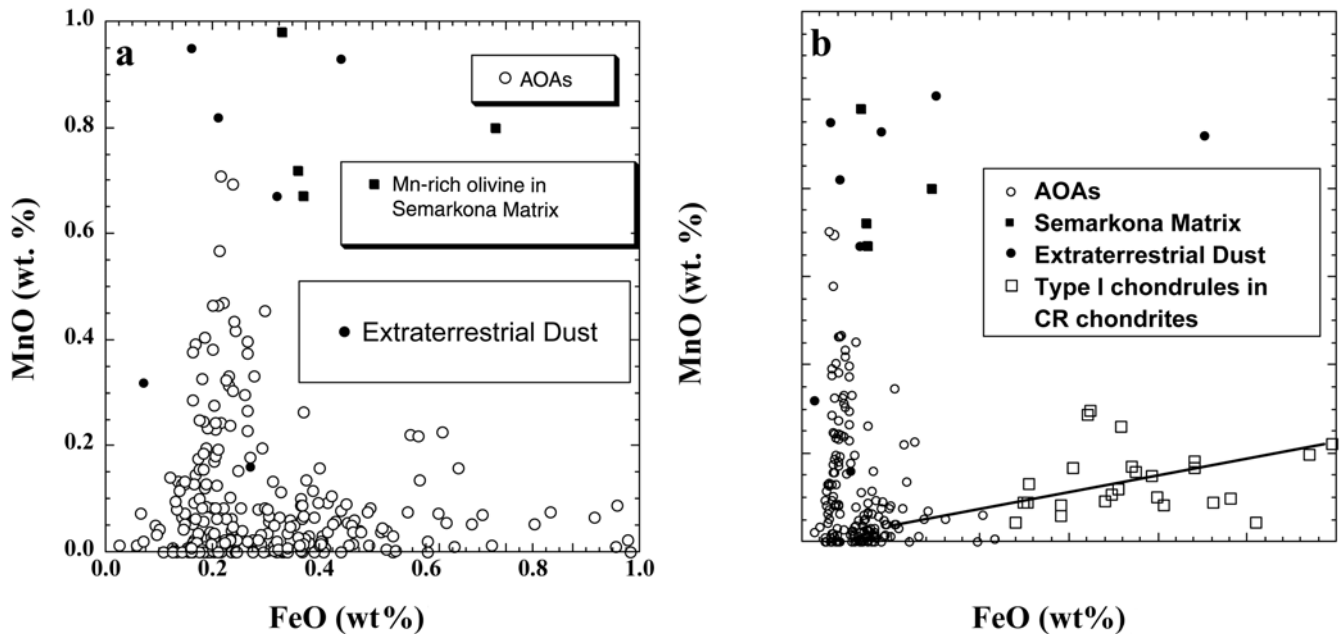 a
1.0
0.8
0.6
0.4
0.2
0.0
MnO (wt. %)
AOAs
Mn-rich olivine in
Semarkona Matrix
Extraterrestrial Dust
0.0 0.2 0.4 0.6 0.8 1.0
FeO (wt%)
b
MnO (wt. %)
AOAs
Semarkona Matrix
Extraterrestrial Dust
Type I chondrules in
CR chondrites
FeO (wt%)